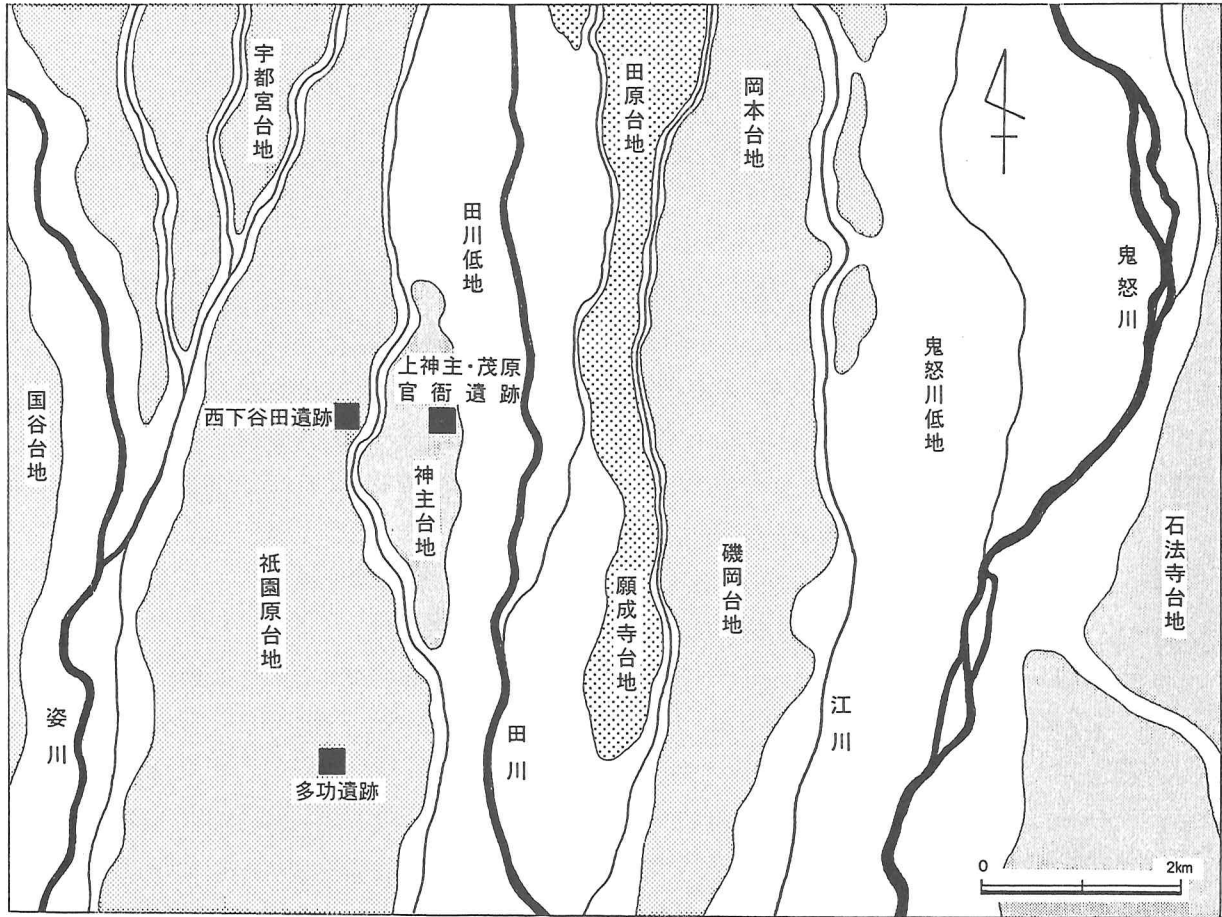 宇都宮台地
田原台地
岡本台地
田川低地
鬼怒川
上神主・茂原
官衙遺跡
西下谷田遺跡
国谷台地
神主台地
鬼怒川低地
石法寺台地
祇園原台地
磯岡台地
願成寺台地
姿川
田川
江川
多功遺跡
0 2km